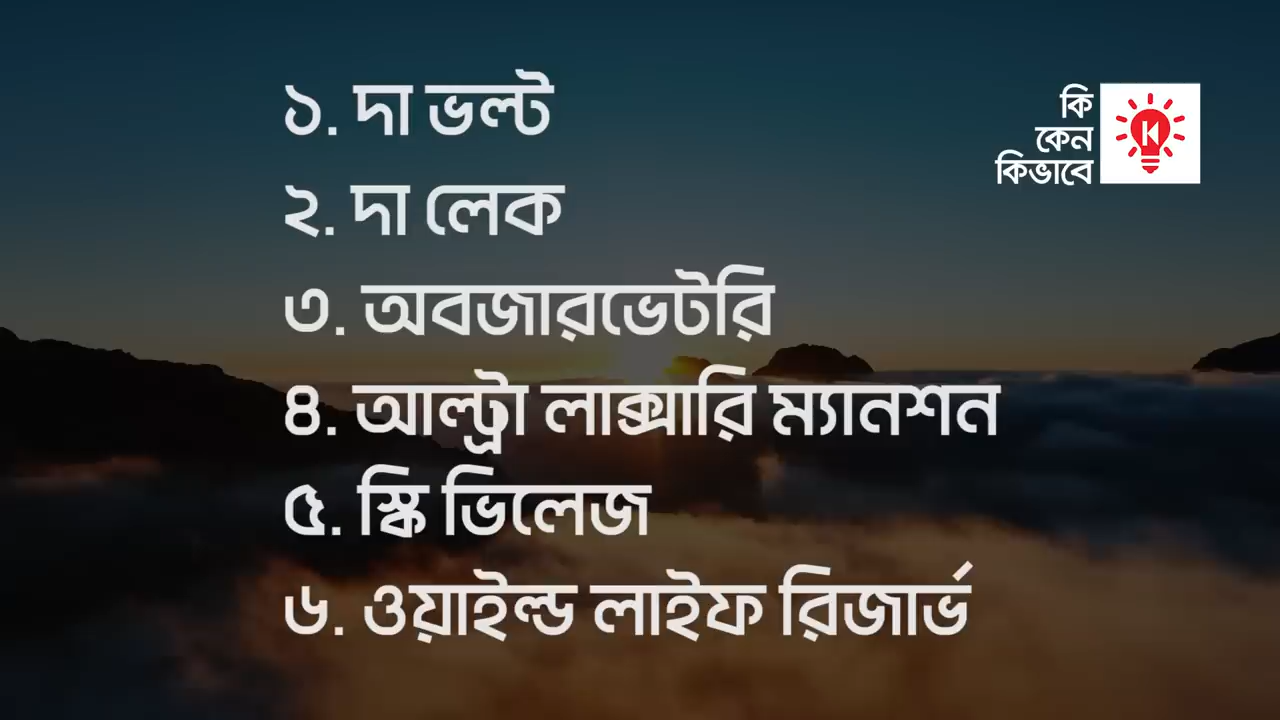 ১. দা ভল্ট
২. দা লেক
৩. অবজারভেটরি
৪. আল্ট্রা লাক্সারি ম্যানশন
৫. স্কি ভিলেজ
৬. ওয়াইল্ড লাইফ রিজার্ভ
কি
কেন
কিভাবে
K